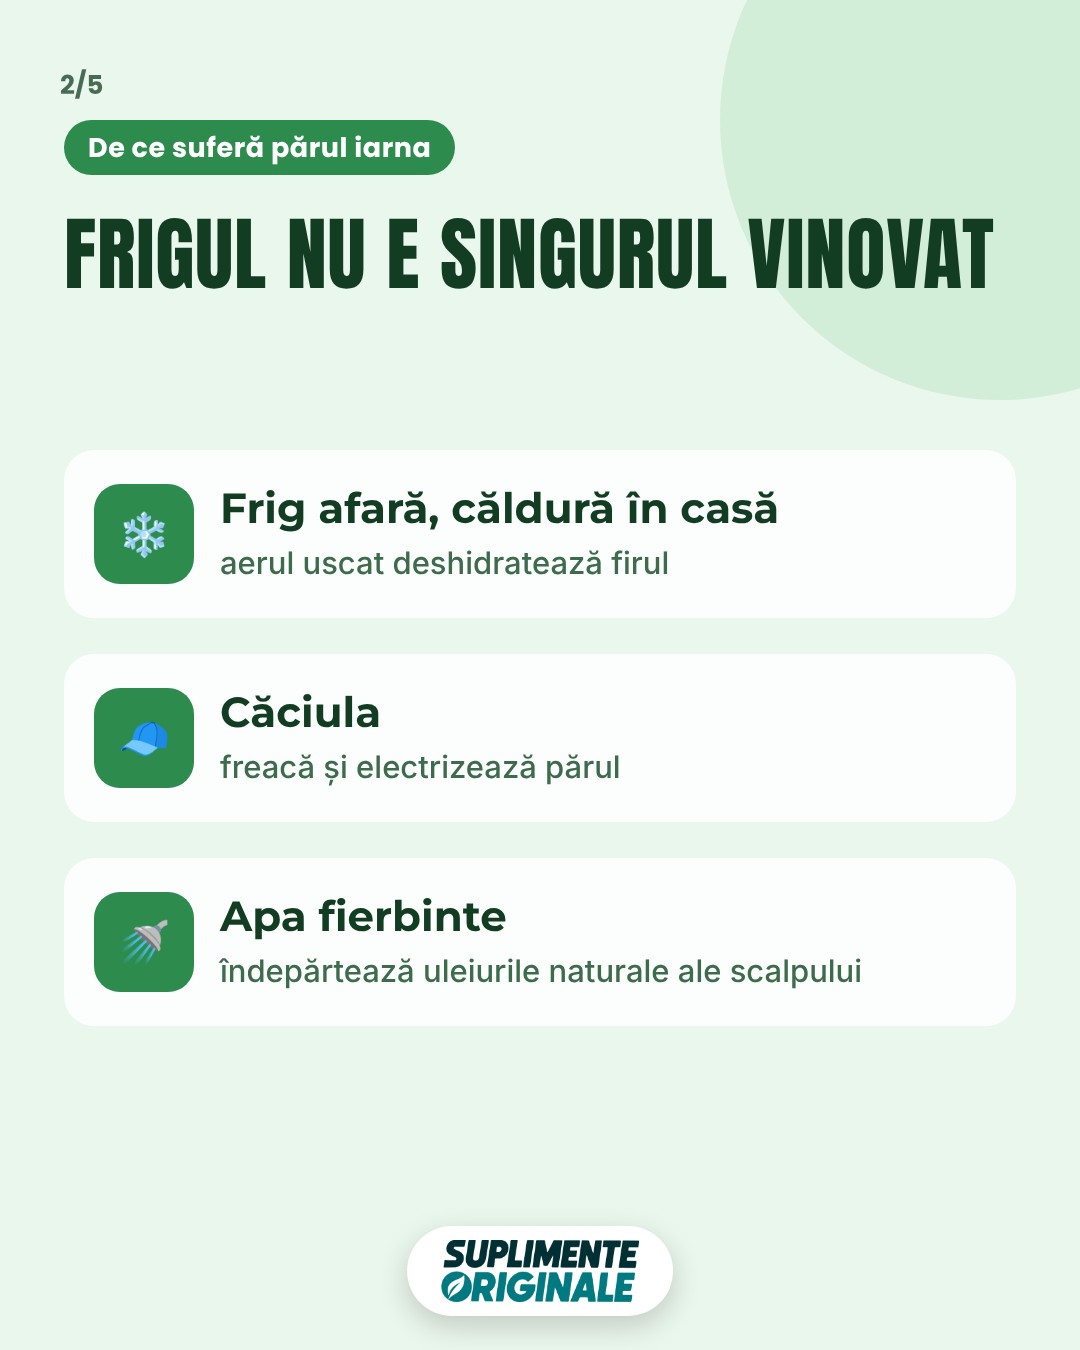 2/5
De ce suferă părul iarna
FRIGUL NU E SINGURUL VINOVAT
Frig afară, căldură în casă
aerul uscat deshidratează firul
Căciula
freacă și electrizează părul
Apa fierbinte
îndepărtează uleiurile naturale ale scalpului
SUPLIMENTE
ORIGINALE